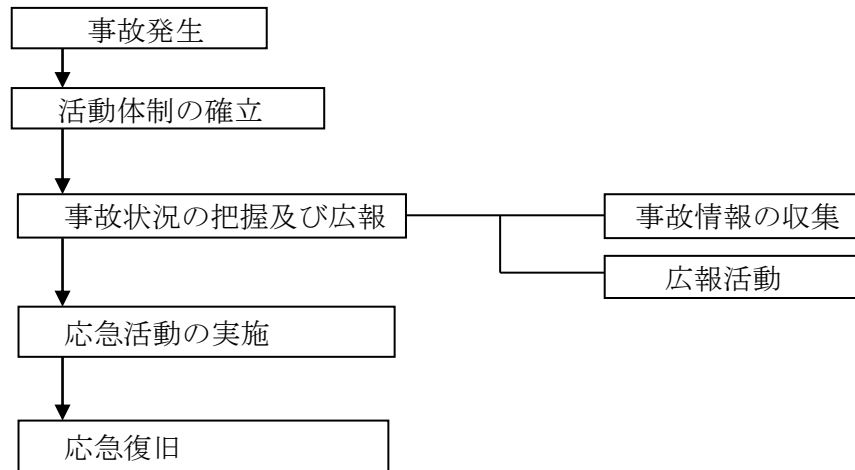 事故発生
活動体制の確立
事故状況の把握及び広報
事故情報の収集
広報活動
応急活動の実施
応急復旧